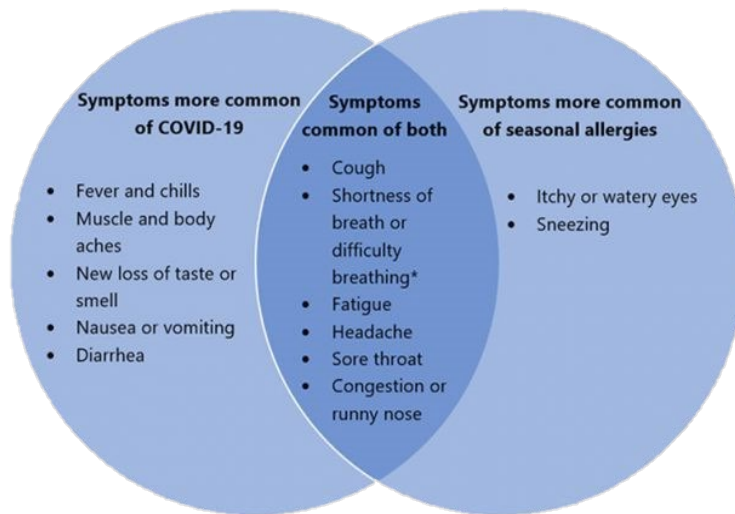 Symptoms more common
of COVID-19
• Fever and chills
• Muscle and body
aches
• New loss of taste or
smell
• Nausea or vomiting
• Diarrhea
Symptoms
common of both
• Cough
• Shortness of
breath or
difficulty
breathing*
• Fatigue
• Headache
• Sore throat
• Congestion or
runny nose
Symptoms more common
of seasonal allergies
• Itchy or watery eyes
• Sneezing